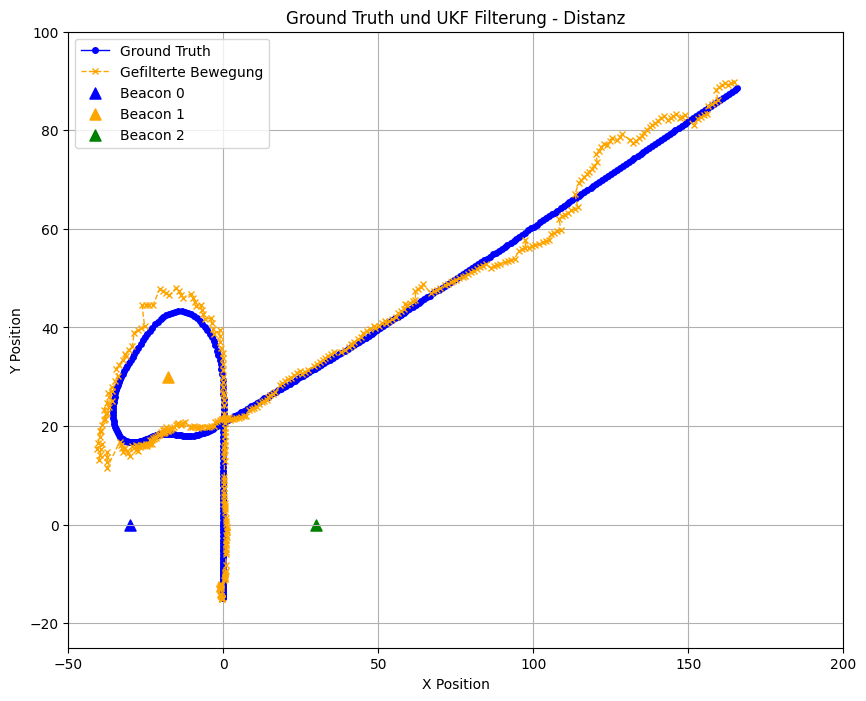 Ground Truth und UKF Filterung - Distanz
Ground Truth
Gefilterte Bewegung
Beacon 0
Beacon 1
Beacon 2
Y Position
100
80
60
40
20
0
−20
−50
0
50
100
150
200
X Position